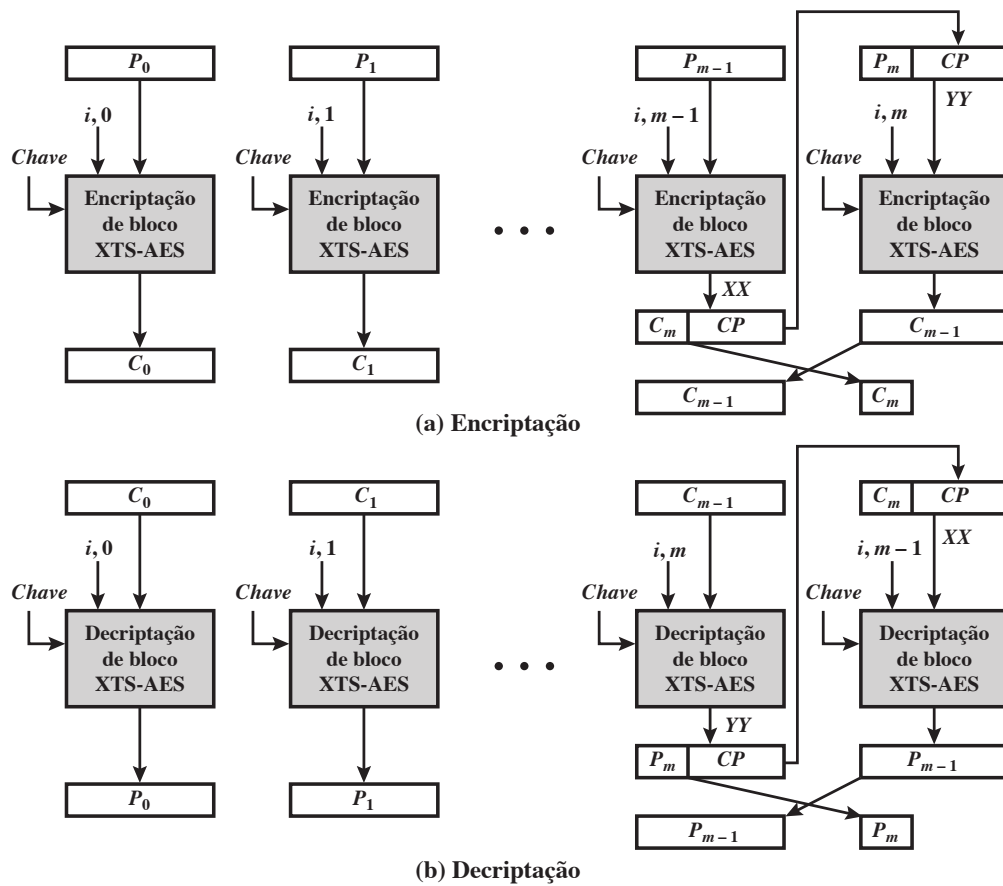 P₀ P₁ Pₘ₋₁ Pₘ CP
YY
i, 0 i, 1 i, m − 1 i, m
Chave Chave Chave Chave
Encriptação de bloco XTS-AES
Encriptação de bloco XTS-AES
• • •
Encriptação de bloco XTS-AES
Encriptação de bloco XTS-AES
XX
Cₘ CP Cₘ₋₁
C₀ C₁ Cₘ₋₁ Cₘ
(a) Encriptação
C₀ C₁ Cₘ₋₁ Cₘ CP
XX
i, 0 i, 1 i, m i, m − 1
Chave Chave Chave Chave
Decriptação de bloco XTS-AES
Decriptação de bloco XTS-AES
• • •
Decriptação de bloco XTS-AES
Decriptação de bloco XTS-AES
YY
Pₘ CP Pₘ₋₁
P₀ P₁ Pₘ₋₁ Pₘ
(b) Decriptação